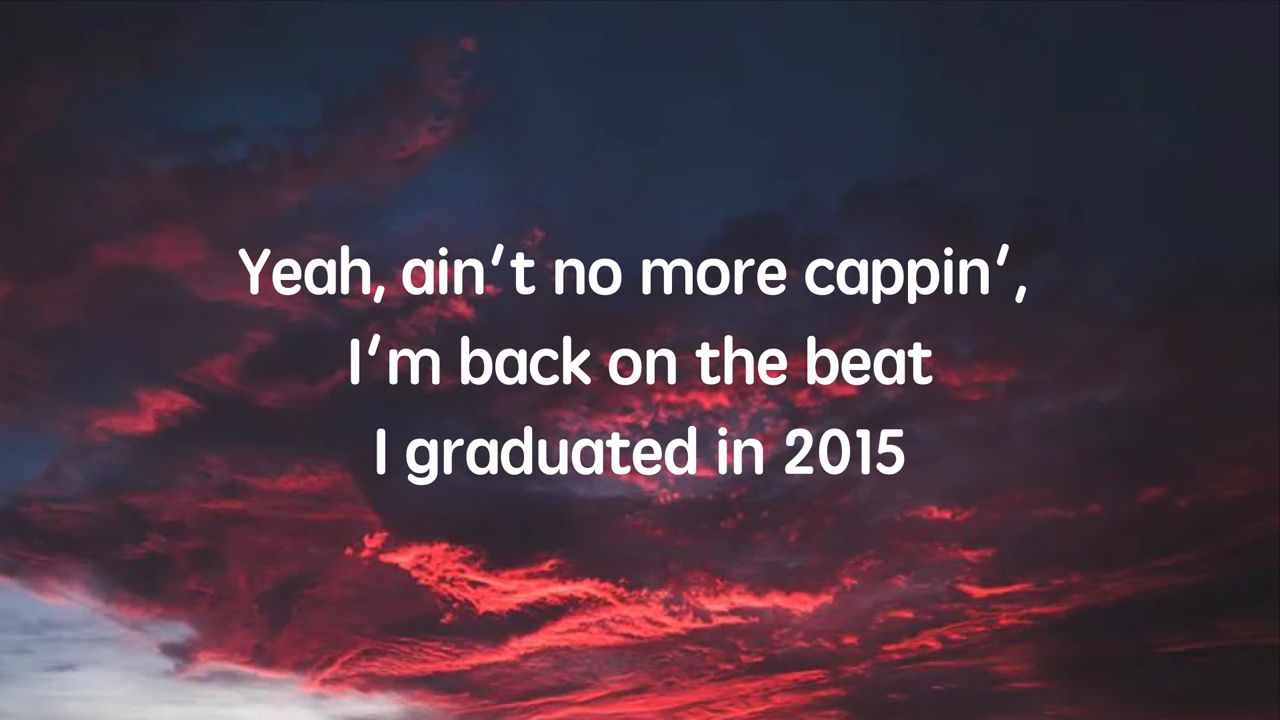 Yeah, ain't no more cappin',
I'm back on the beat
I graduated in 2015